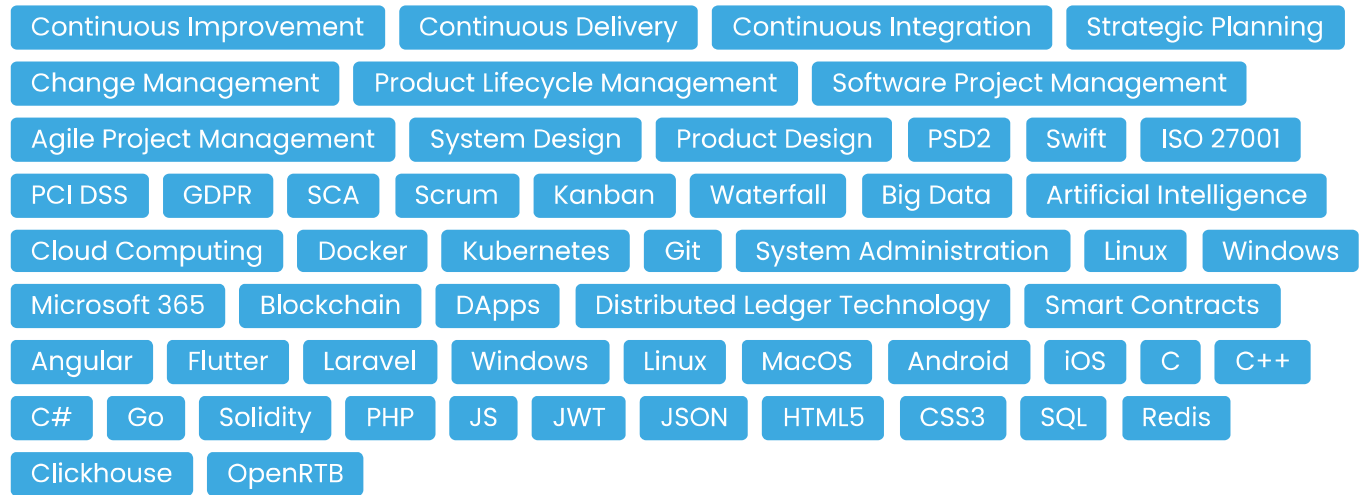 Continuous Improvement Continuous Delivery Continuous Integration Strategic Planning
Change Management Product Lifecycle Management Software Project Management
Agile Project Management System Design Product Design PSD2 Swift ISO 27001
PCI DSS GDPR SCA Scrum Kanban Waterfall Big Data Artificial Intelligence
Cloud Computing Docker Kubernetes Git System Administration Linux Windows
Microsoft 365 Blockchain DApps Distributed Ledger Technology Smart Contracts
Angular Flutter Laravel Windows Linux MacOS Android iOS C C++
C# Go Solidity PHP JS JWT JSON HTML5 CSS3 SQL Redis
Clickhouse OpenRTB